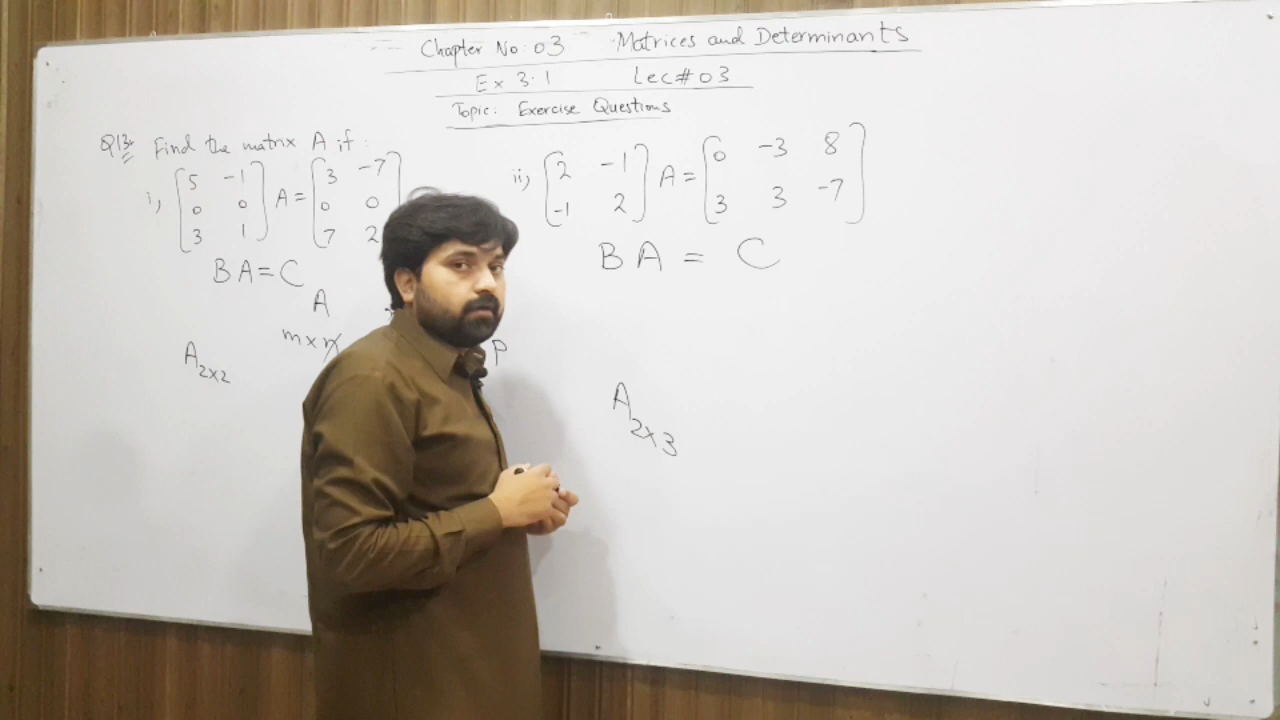 Chapter No: 03 Matrices and Determinants
Ex 3.1 Lec# 03
Topic: Exercise Questions
Q13: Find the matrix A if:
i, [5 -1
0 0
3 1] A = [3 -7
0 0
7 2]
BA = C
A
m×n p
A2×2
ii, [2 -1
-1 2] A = [0 -3 8
3 3 -7]
BA = C
A2×3